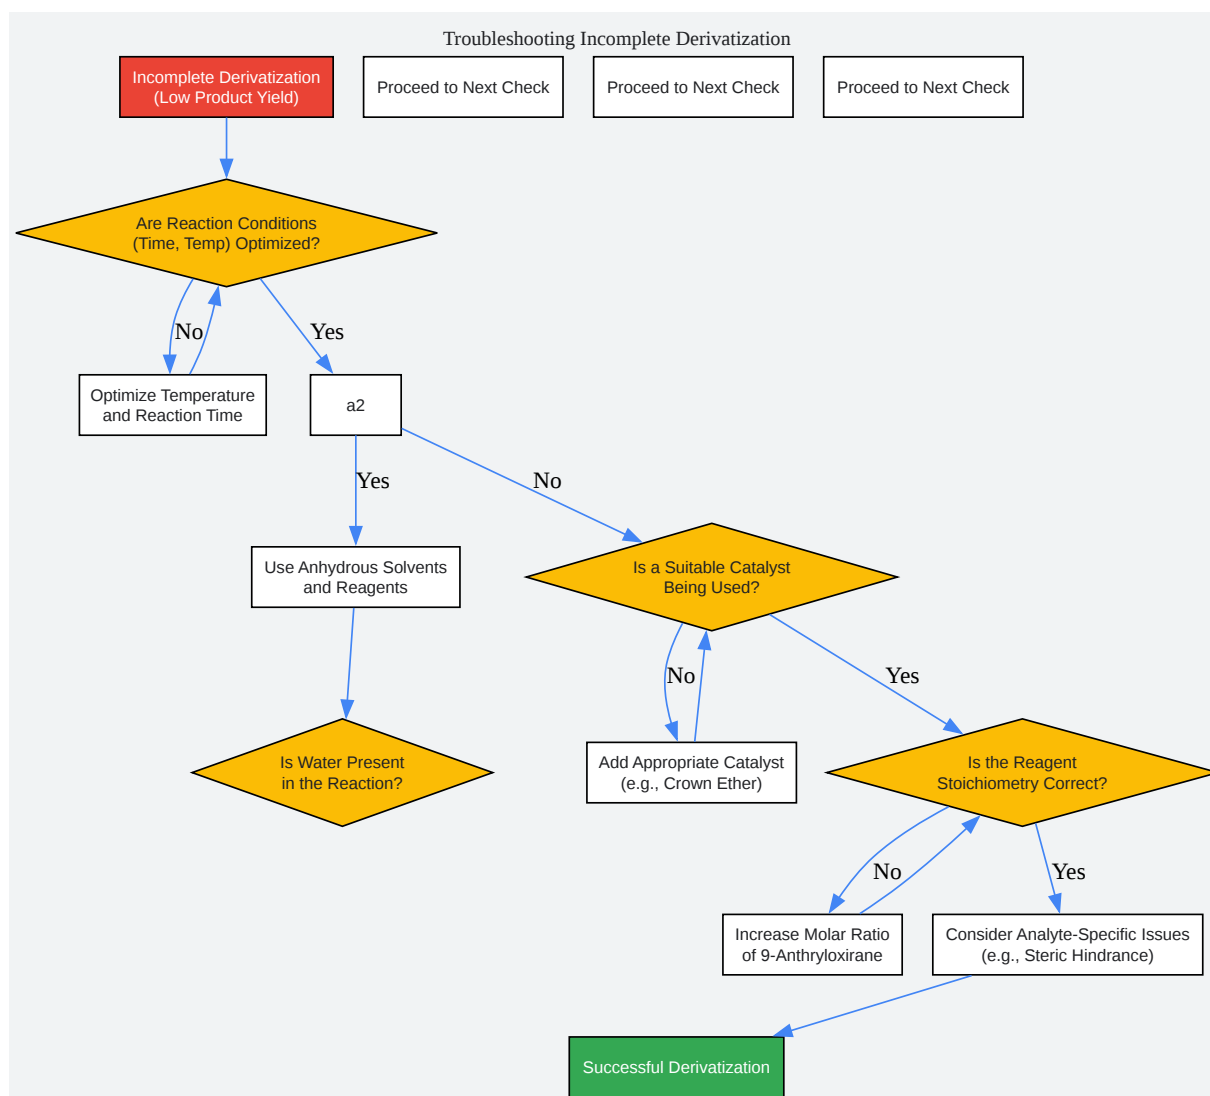 Troubleshooting Incomplete Derivatization
Incomplete Derivatization
(Low Product Yield)
Proceed to Next Check
Proceed to Next Check
Proceed to Next Check
Are Reaction Conditions
(Time, Temp) Optimized?
No
Yes
Optimize Temperature
and Reaction Time
a2
Yes
No
Use Anhydrous Solvents
and Reagents
Is a Suitable Catalyst
Being Used?
No
Yes
Is Water Present
in the Reaction?
Add Appropriate Catalyst
(e.g., Crown Ether)
Is the Reagent
Stoichiometry Correct?
No
Yes
Increase Molar Ratio
of 9-Anthryloxirane
Consider Analyte-Specific Issues
(e.g., Steric Hindrance)
Successful Derivatization